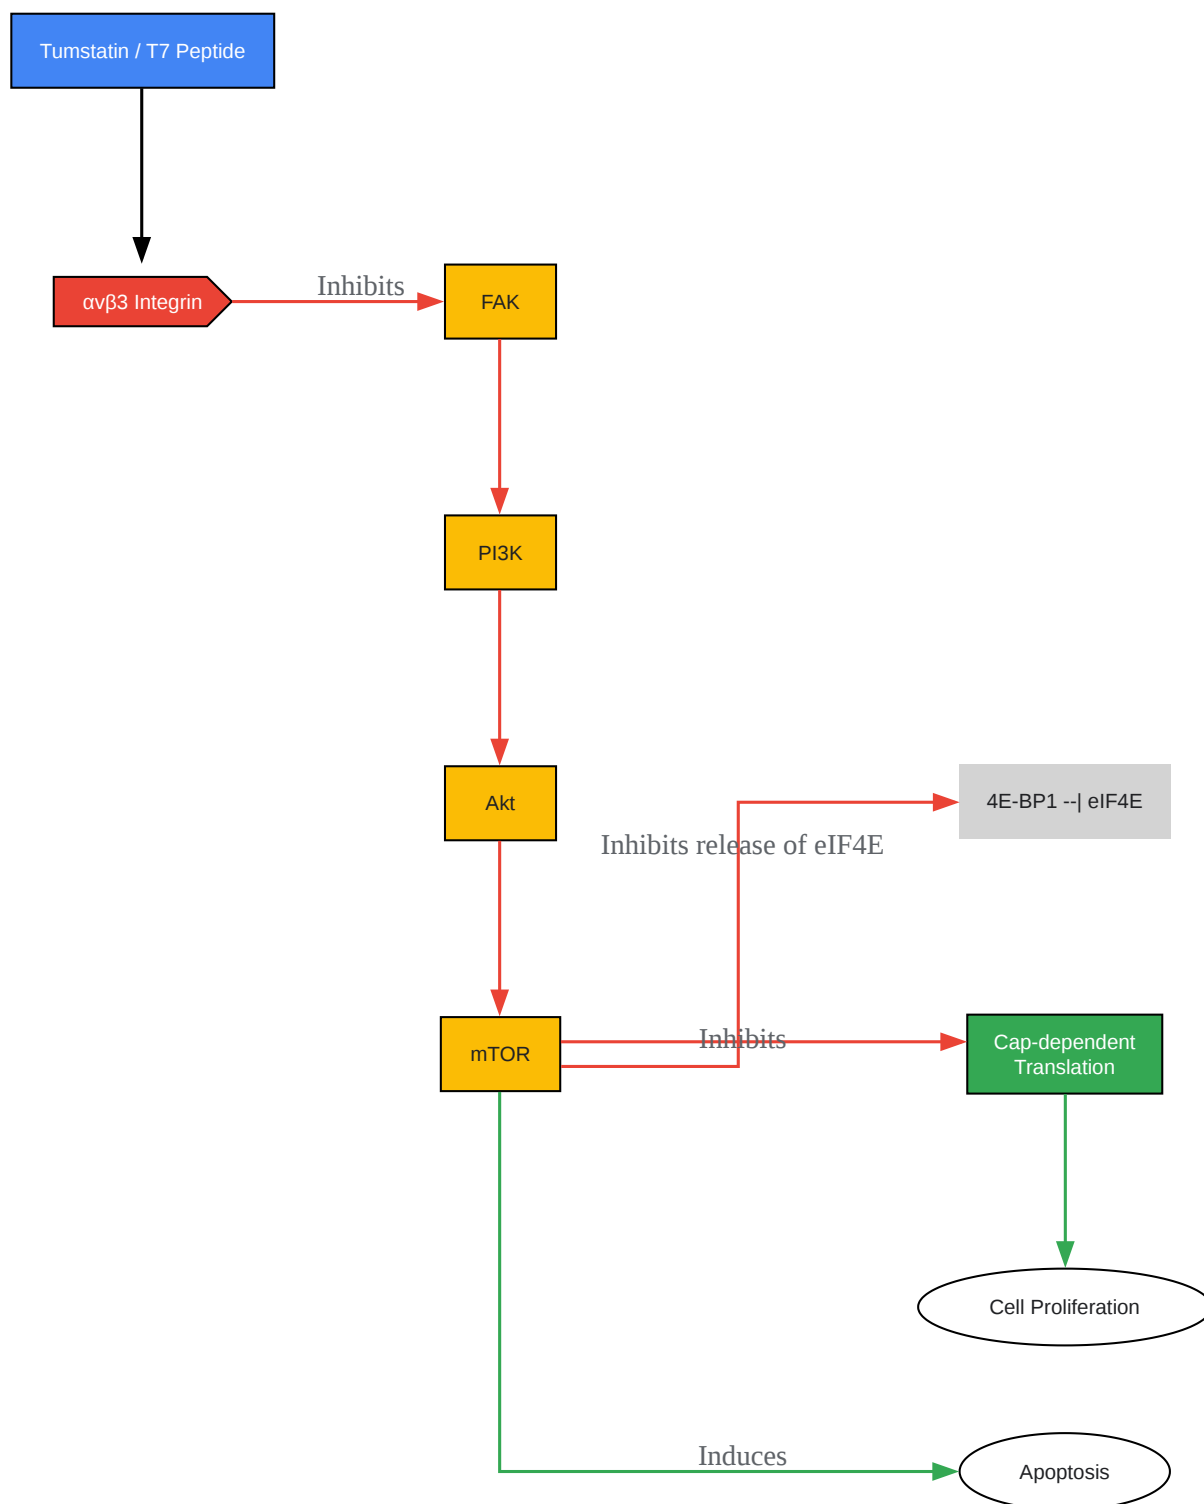 Tumstatin / T7 Peptide
αvβ3 Integrin
Inhibits
FAK
PI3K
Akt
4E-BP1 --| eIF4E
Inhibits release of eIF4E
mTOR
Inhibits
Cap-dependent
Translation
Cell Proliferation
Induces
Apoptosis